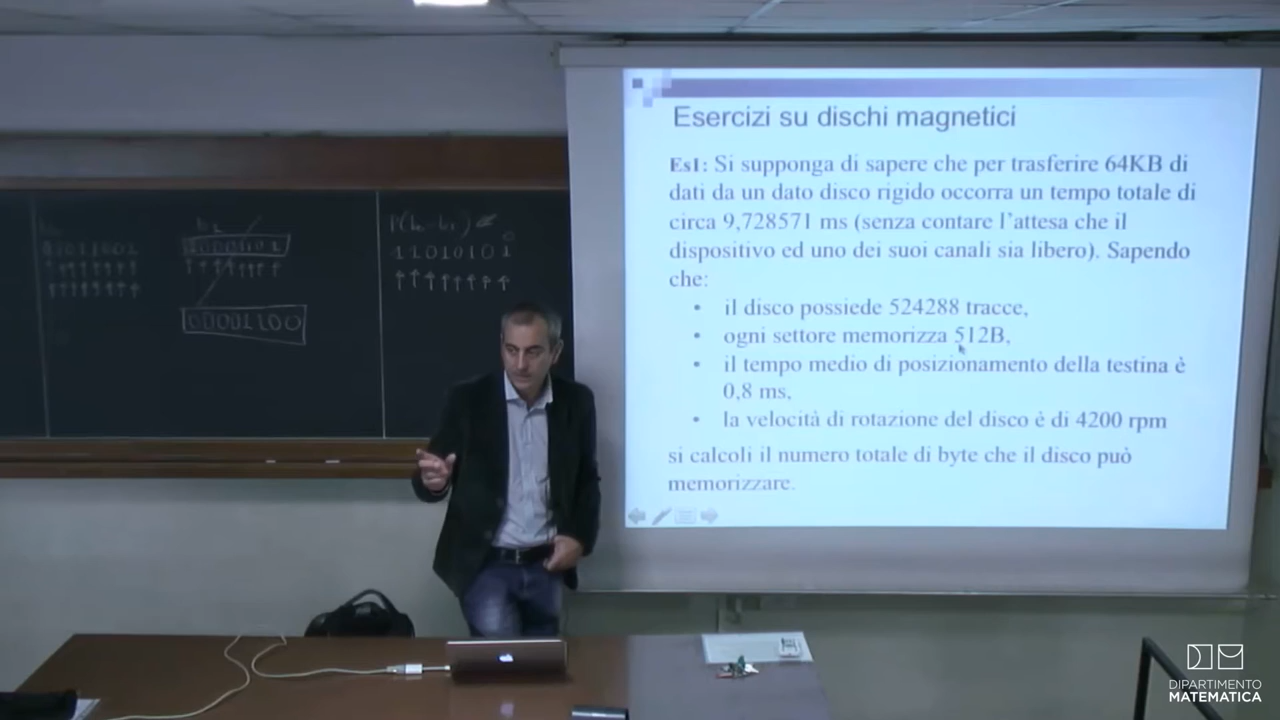 Esercizi su dischi magnetici
Es1: Si supponga di sapere che per trasferire 64KB di
dati da un dato disco rigido occorra un tempo totale di
circa 9,728571 ms (senza contare l'attesa che il
dispositivo ed uno dei suoi canali sia libero). Sapendo
che:
• il disco possiede 524288 tracce,
• ogni settore memorizza 512B,
• il tempo medio di posizionamento della testina è
0,8 ms,
• la velocità di rotazione del disco è di 4200 rpm
si calcoli il numero totale di byte che il disco può
memorizzare.
11010101
00001100
DIPARTIMENTO
MATEMATICA